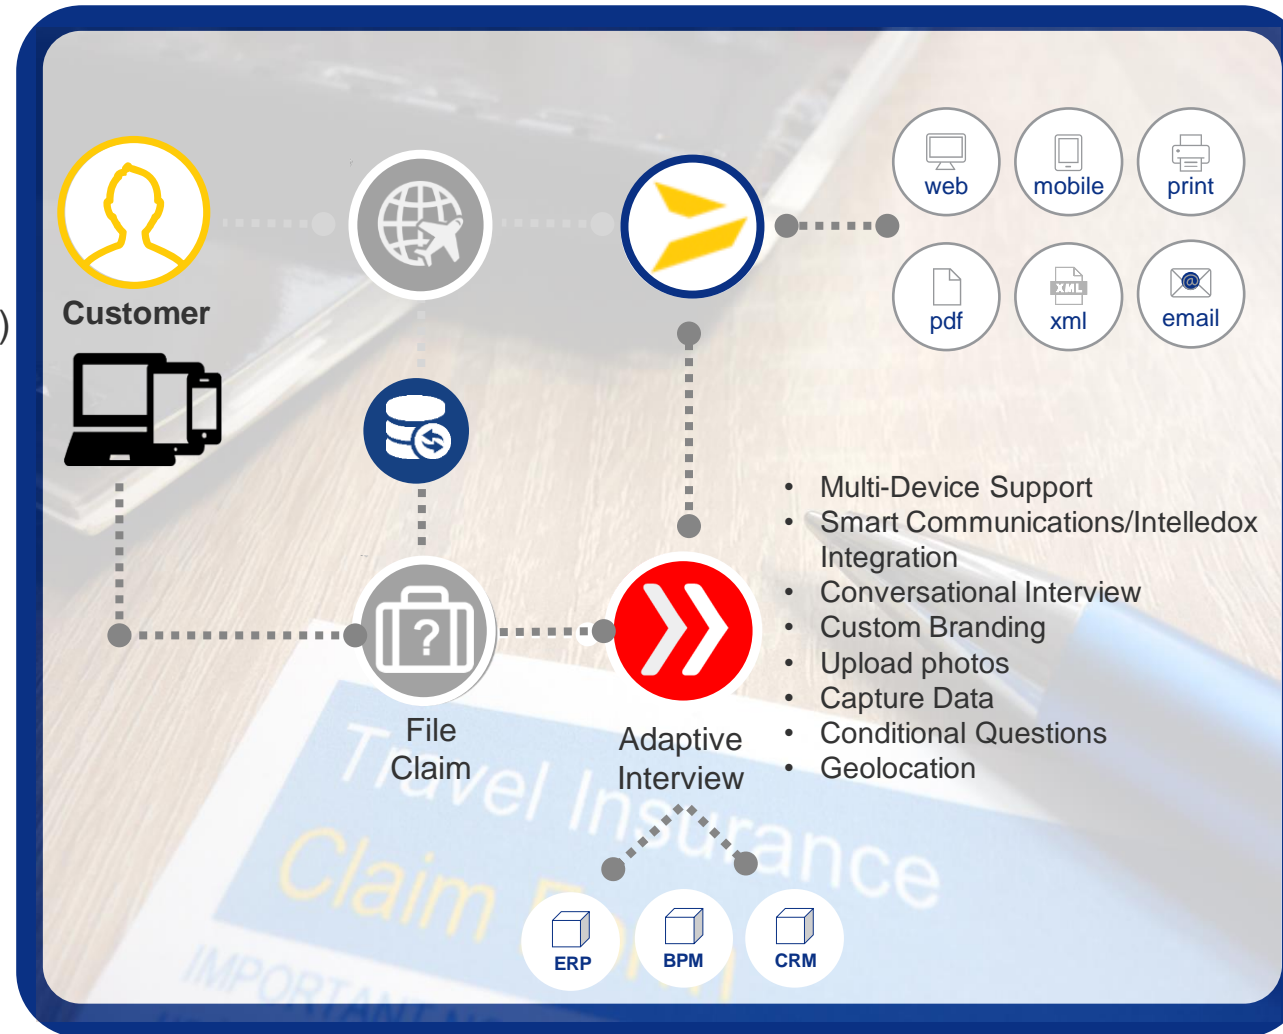 web
mobile
print
pdf
XML
xml
@
email
)
Customer
• Multi-Device Support
• Smart Communications/Intelledox
Integration
• Conversational Interview
• Custom Branding
• Upload photos
• Capture Data
• Conditional Questions
• Geolocation
?
File
Claim
Adaptive
Interview
ERP
BPM
CRM
Travel Insurance
Claim Form
IMPORTANT